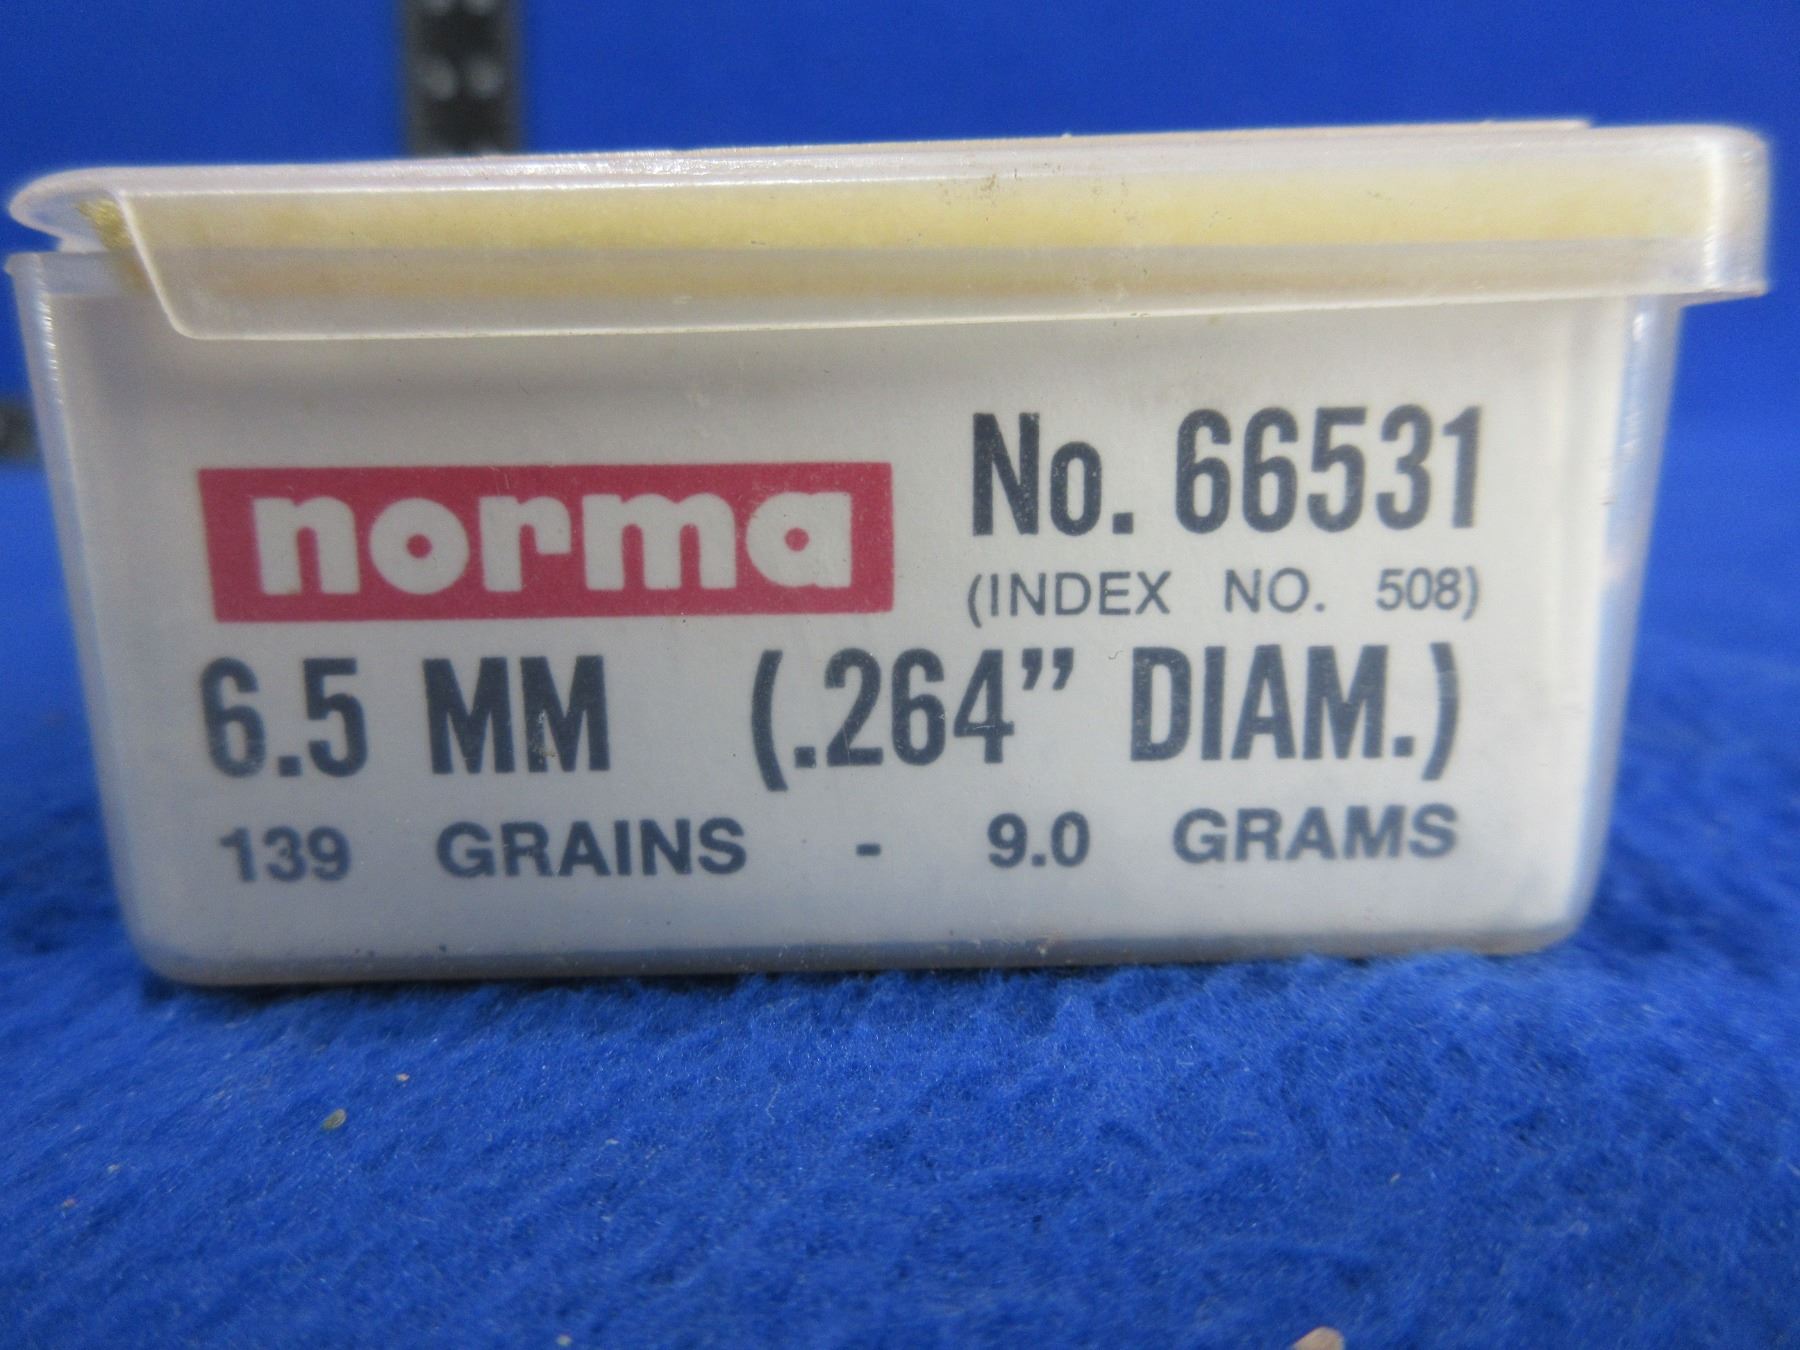 norma
No. 66531
(INDEX NO. 508)
6.5 MM (.264” DIAM.)
139 GRAINS - 9.0 GRAMS